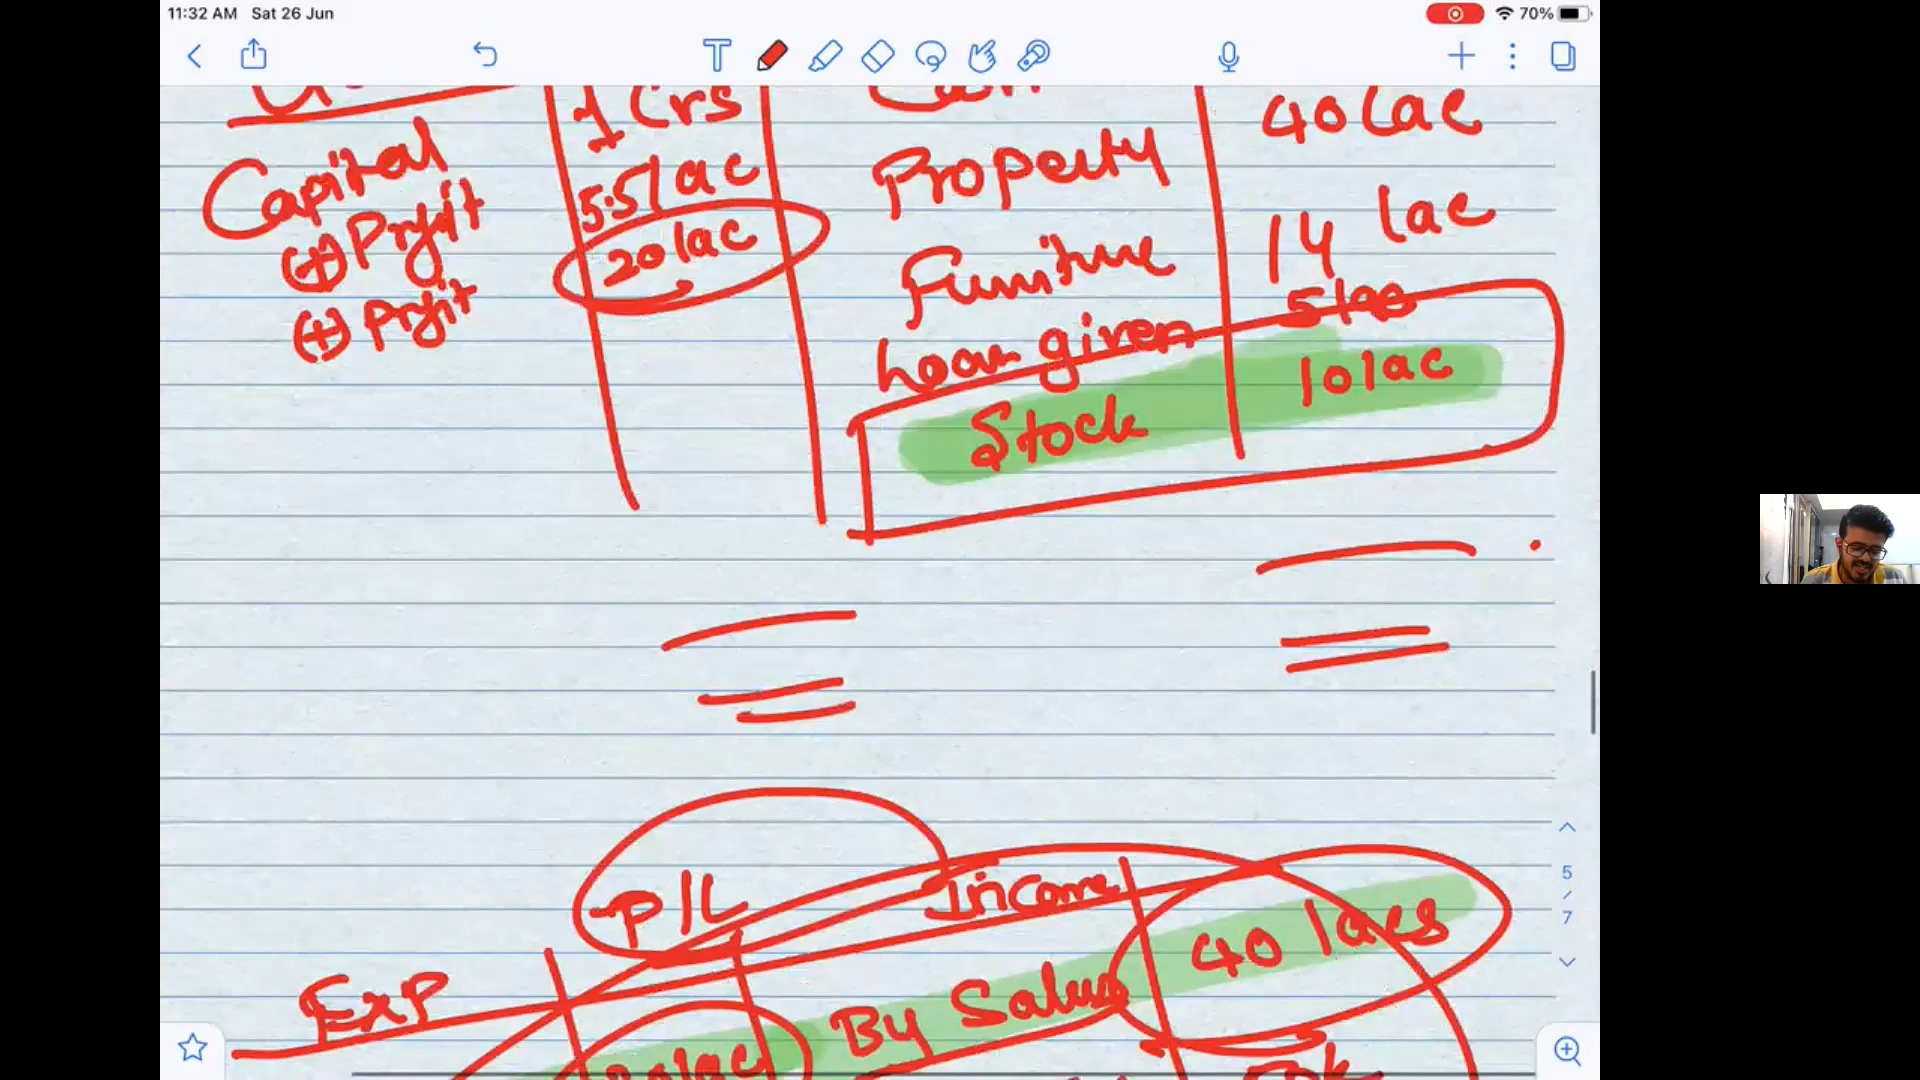 11:32 AM Sat 26 Jun
70%
1 Crs
40 lac
Capital 5.5 lac Property
(+) Profit 20 lac 14 lac
(+) Profit Furniture
5 lac
Loan given 10 lac
Stock
5
/
7
P/L Income
40 lacs
Exp By Sales
20 lac